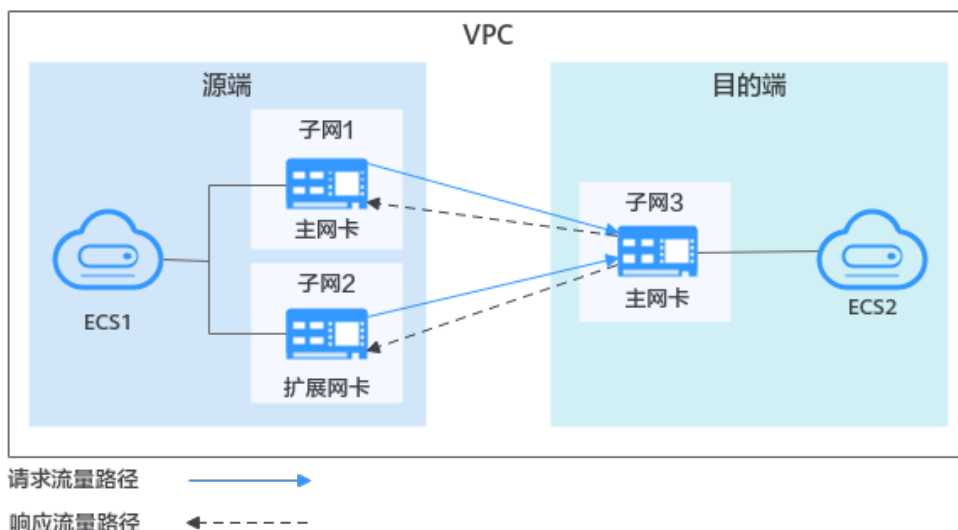 VPC
源端
目的端
子网1
主网卡
子网2
扩展网卡
ECS1
子网3
主网卡
ECS2
请求流量路径
响应流量路径